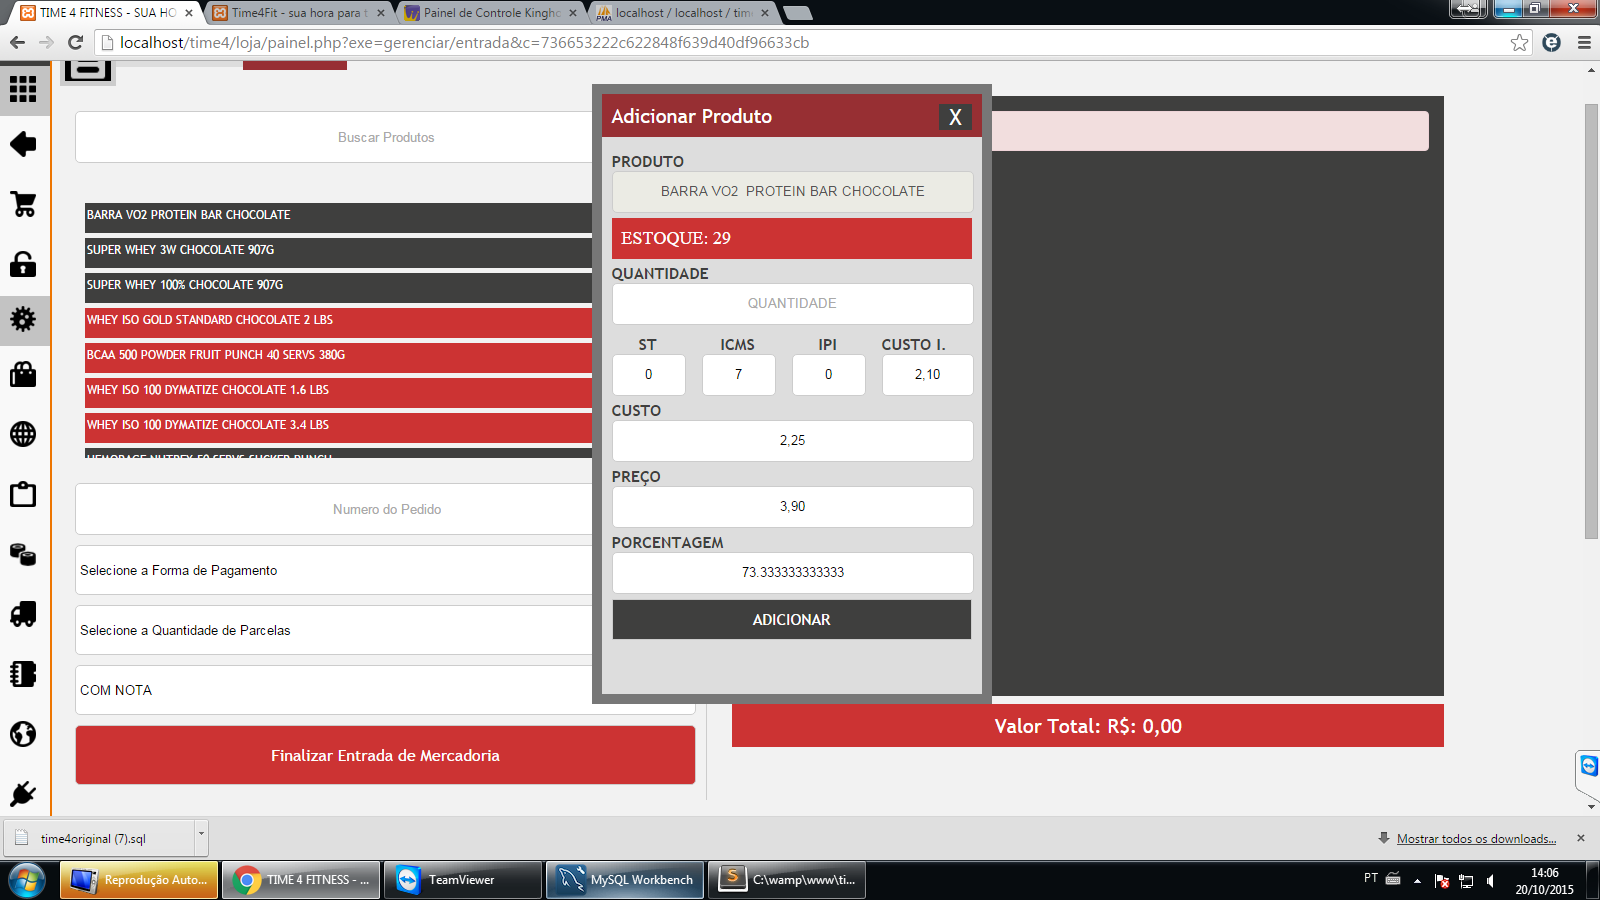 TIME 4 FITNESS - SUA HO
Time4Fit - sua hora para t
Painel de Controle Kingho
localhost / localhost / time
localhost/time4/loja/painel.php?exe=gerenciar/entrada&c=736653222c622848f639d40df96633cb
Buscar Produtos
BARRA VO2 PROTEIN BAR CHOCOLATE
SUPER WHEY 3W CHOCOLATE 907G
SUPER WHEY 100% CHOCOLATE 907G
WHEY ISO GOLD STANDARD CHOCOLATE 2 LBS
BCAA 500 POWDER FRUIT PUNCH 40 SERVS 380G
WHEY ISO 100 DYMATIZE CHOCOLATE 1.6 LBS
WHEY ISO 100 DYMATIZE CHOCOLATE 3.4 LBS
Numero do Pedido
Selecione a Forma de Pagamento
Selecione a Quantidade de Parcelas
COM NOTA
Finalizar Entrada de Mercadoria
Adicionar Produto
X
PRODUTO
BARRA VO2 PROTEIN BAR CHOCOLATE
ESTOQUE: 29
QUANTIDADE
QUANTIDADE
ST ICMS IPI CUSTO I.
0 7 0 2,10
CUSTO
2,25
PREÇO
3,90
PORCENTAGEM
73.333333333333
ADICIONAR
Valor Total: R$: 0,00
time4original (7).sql
Mostrar todos os downloads...
Reprodução Auto...
TIME 4 FITNESS - ...
TeamViewer
MySQL Workbench
C:\wamp\www\ti...
PT
14:06
20/10/2015